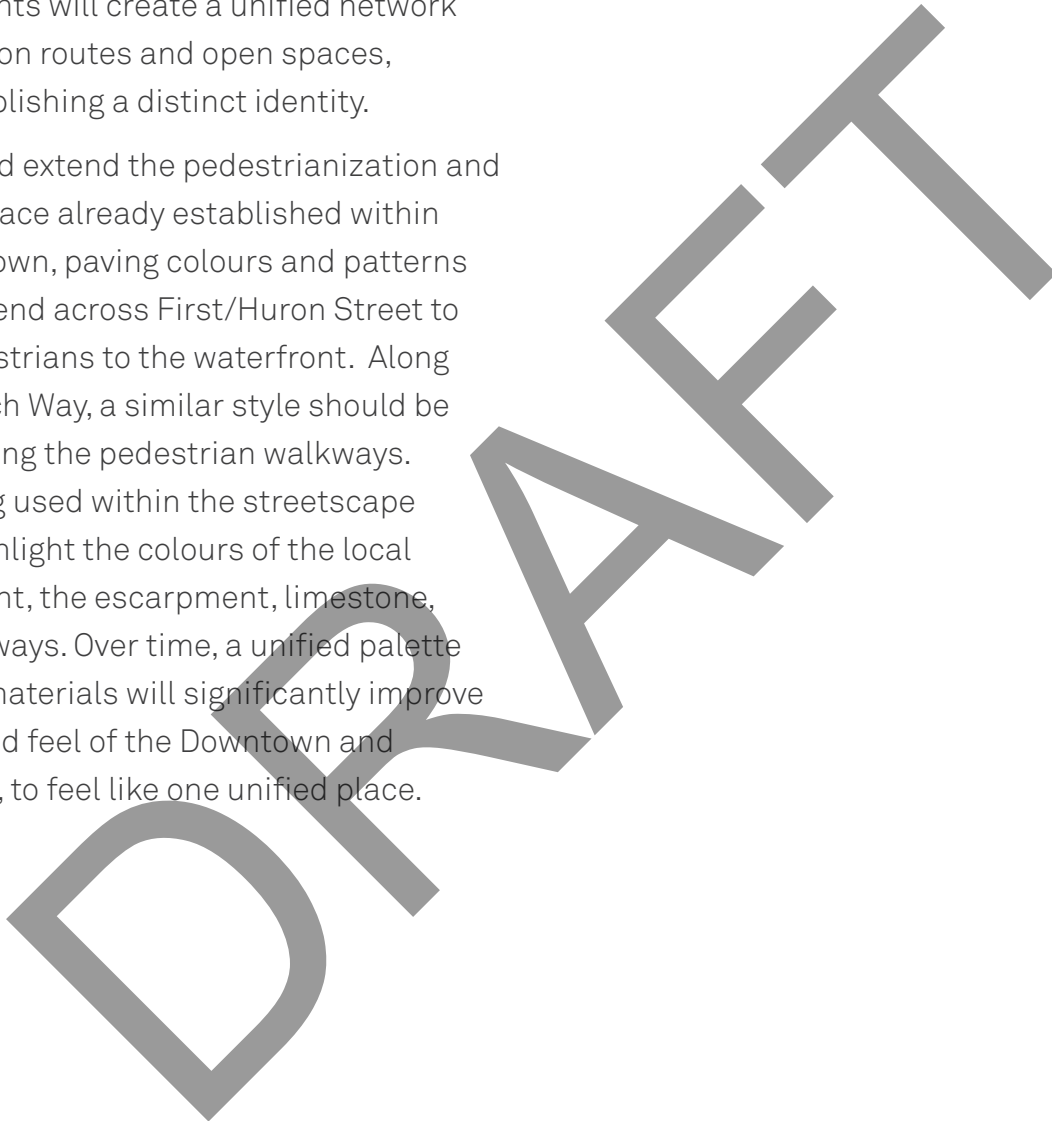 nts will create a unified network
on routes and open spaces,
blishing a distinct identity.
d extend the pedestrianization and
ace already established within
own, paving colours and patterns
end across First/Huron Street to
strians to the waterfront. Along
ch Way, a similar style should be
ng the pedestrian walkways.
g used within the streetscape
hlight the colours of the local
nt, the escarpment, limestone,
ways. Over time, a unified palette
materials will significantly improve
d feel of the Downtown and
, to feel like one unified place.
DRAFT